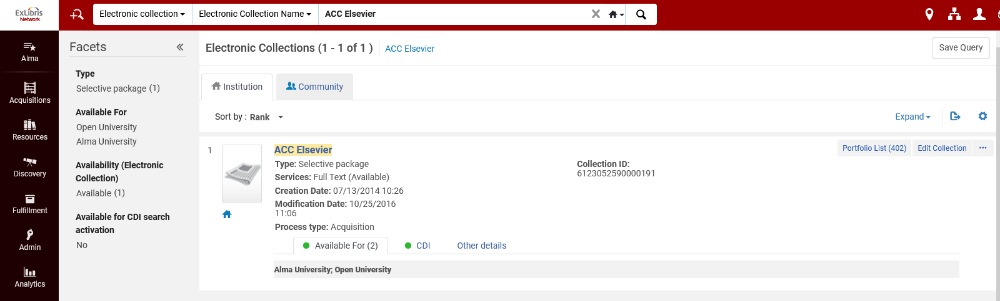 ExLibris
Network
Electronic collection
Electronic Collection Name
ACC Elsevier
Alma
Acquisitions
Resources
Discovery
Fulfillment
Admin
Analytics
Facets
Type
Selective package (1)
Available For
Open University
Alma University
Availability (Electronic
Collection)
Available (1)
Available for CDI search
activation
No
Electronic Collections (1 - 1 of 1 )
ACC Elsevier
Save Query
Institution
Community
Sort by : Rank
Expand
1
ACC Elsevier
Portfolio List (402)
Edit Collection
Type: Selective package
Services: Full Text (Available)
Creation Date: 07/13/2014 10:26
Modification Date: 10/25/2016
11:06
Process type: Acquisition
Collection ID:
6123052590000191
Available For (2)
CDI
Other details
Alma University; Open University